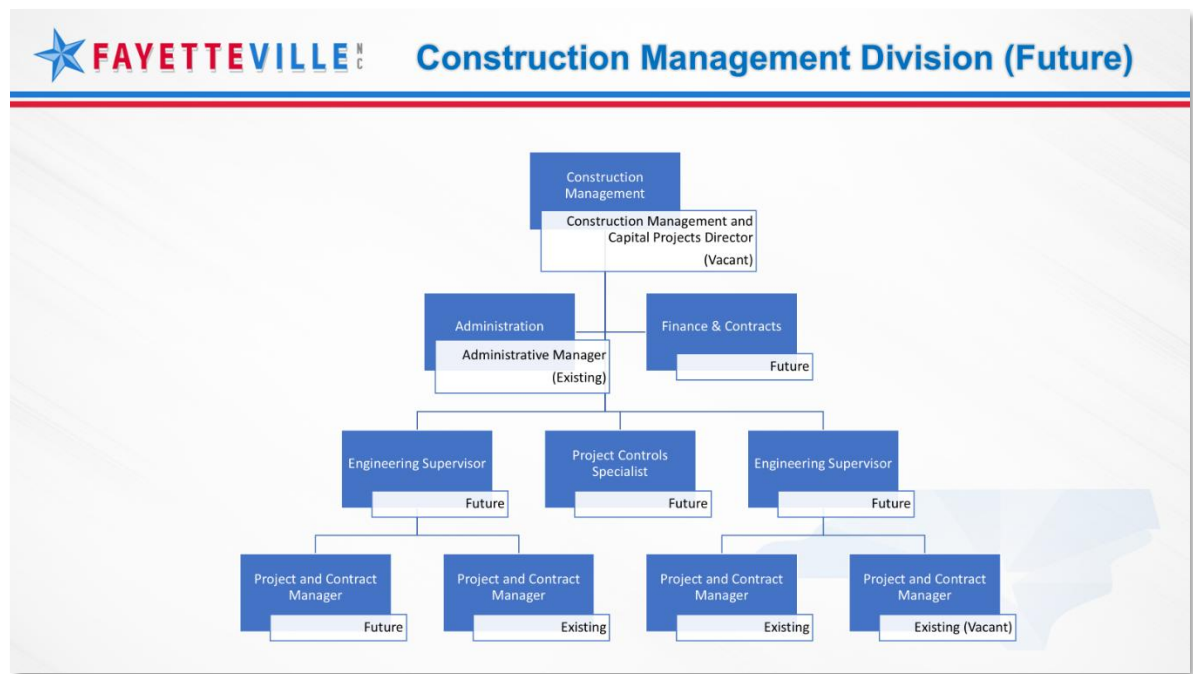 FAYETTEVILLE NC
Construction Management Division (Future)
Construction
Management
Construction Management and
Capital Projects Director
(Vacant)
Administration
Administrative Manager
(Existing)
Finance & Contracts
Future
Engineering Supervisor
Future
Project Controls
Specialist
Future
Engineering Supervisor
Future
Project and Contract
Manager
Future
Project and Contract
Manager
Existing
Project and Contract
Manager
Existing
Project and Contract
Manager
Existing (Vacant)